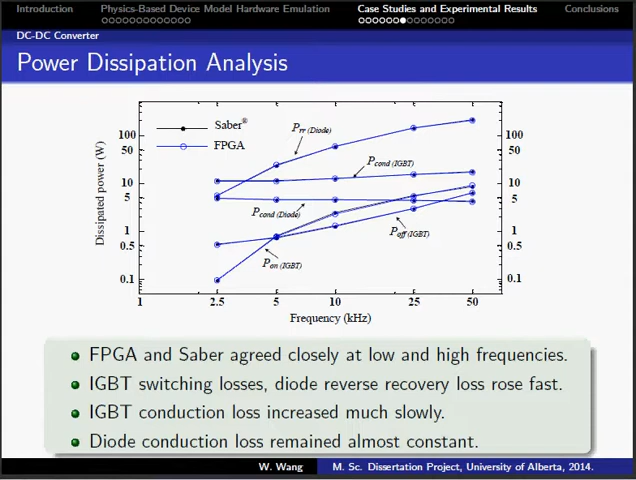 Introduction Physics-Based Device Model Hardware Emulation Case Studies and Experimental Results Conclusions
DC-DC Converter
Power Dissipation Analysis
Saber®
FPGA
Prr (Diode)
Pcond (IGBT)
Pcond (Diode)
Poff (IGBT)
Pon (IGBT)
Dissipated power (W)
100 100
50 50
10 10
5 5
1 1
0.5 0.5
0.1 0.1
1 2.5 5 10 25 50
Frequency (kHz)
FPGA and Saber agreed closely at low and high frequencies.
IGBT switching losses, diode reverse recovery loss rose fast.
IGBT conduction loss increased much slowly.
Diode conduction loss remained almost constant.
W. Wang M. Sc. Dissertation Project, University of Alberta, 2014.